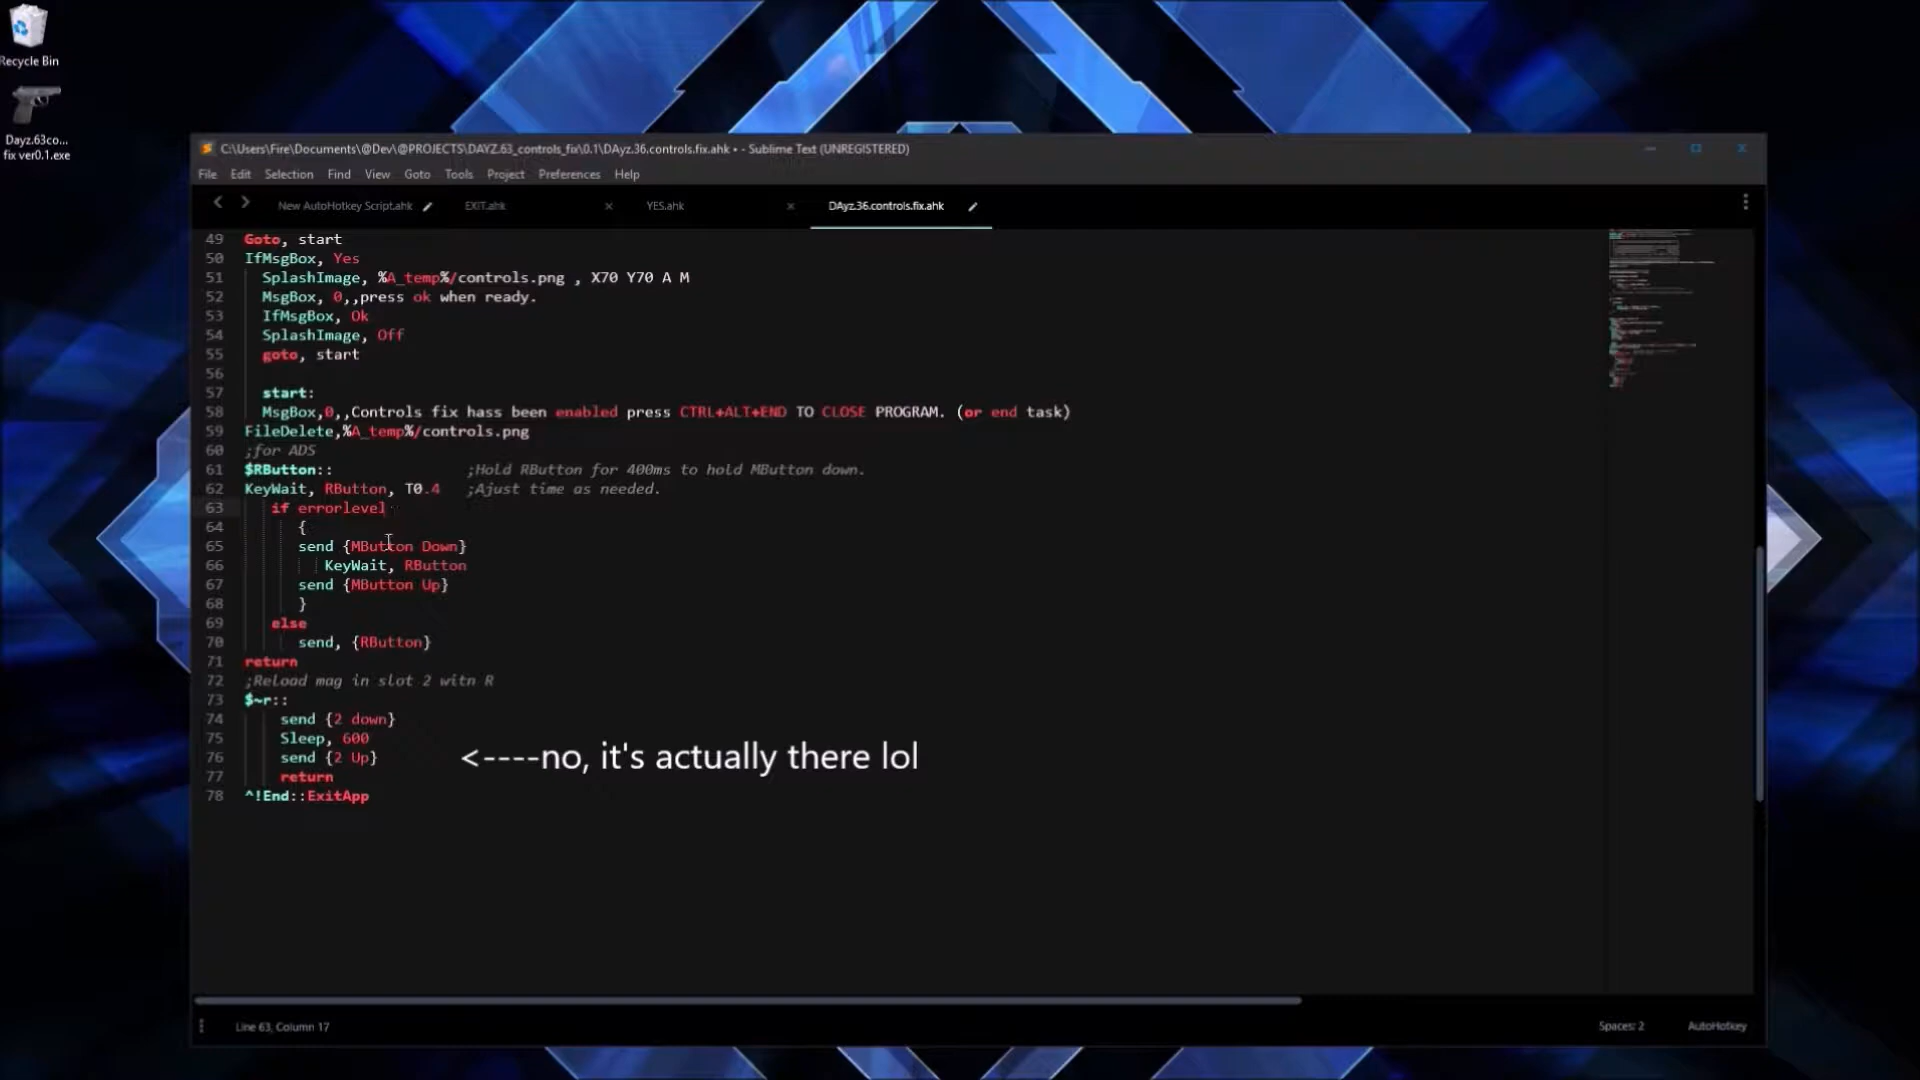 Recycle Bin
Dayz.63co...
fix ver0.1.exe
C:\Users\Fire\Documents\@Dev\@PROJECTS\DAYZ.63_controls_fix\0.1\DAyz.36.controls.fix.ahk • - Sublime Text (UNREGISTERED)
File Edit Selection Find View Goto Tools Project Preferences Help
New AutoHotkey Script.ahk EXIT.ahk YES.ahk DAyz.36.controls.fix.ahk
49 Goto, start
50 IfMsgBox, Yes
51 SplashImage, %A_temp%/controls.png , X70 Y70 A M
52 MsgBox, 0,,press ok when ready.
53 IfMsgBox, Ok
54 SplashImage, Off
55 goto, start
56
57 start:
58 MsgBox,0,,Controls fix hass been enabled press CTRL+ALT+END TO CLOSE PROGRAM. (or end task)
59 FileDelete,%A_temp%/controls.png
60 ;for ADS
61 $RButton:: ;Hold RButton for 400ms to hold MButton down.
62 KeyWait, RButton, T0.4 ;Ajust time as needed.
63 if errorlevel
64 {
65 send {MButton Down}
66 KeyWait, RButton
67 send {MButton Up}
68 }
69 else
70 send, {RButton}
71 return
72 ;Reload mag in slot 2 witn R
73 $~r::
74 send {2 down}
75 Sleep, 600
76 send {2 Up}
<----no, it's actually there lol
77 return
78 ^!End::ExitApp
Line 63, Column 17 Spaces: 2 AutoHotkey